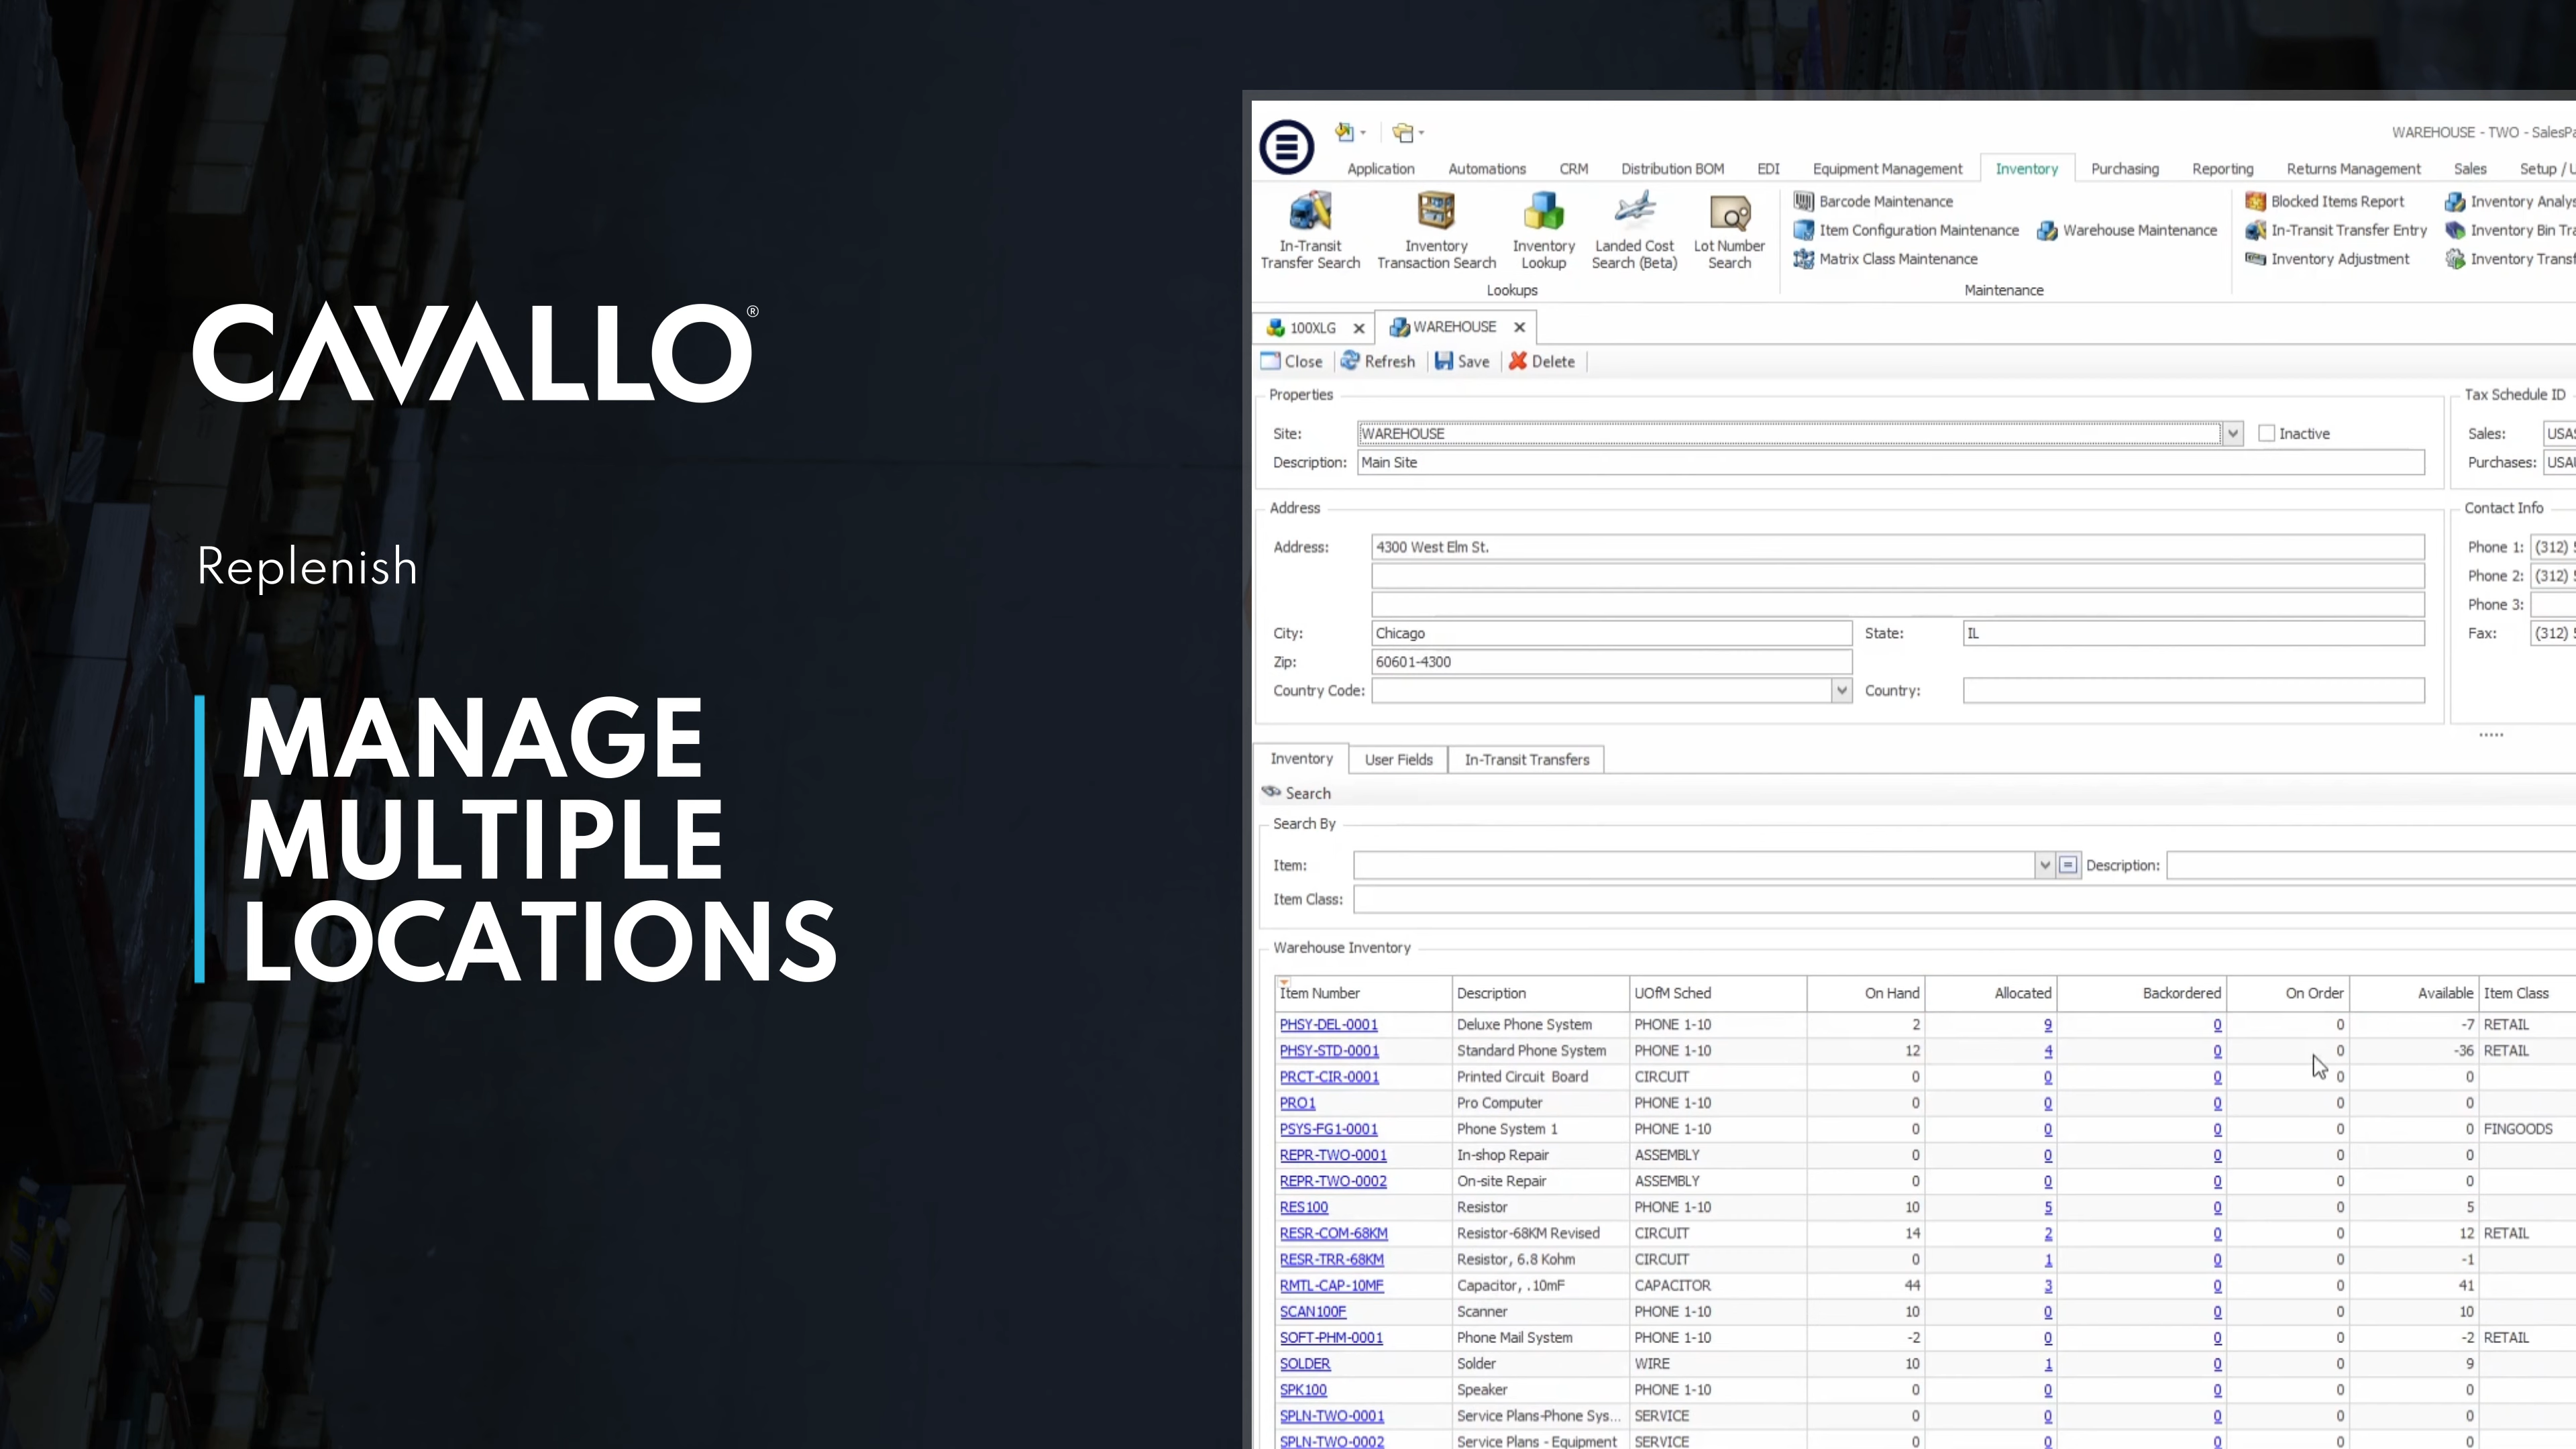 CAVALLO®
Replenish
MANAGE
MULTIPLE
LOCATIONS
WAREHOUSE - TWO - SalesPa
Application Automations CRM Distribution BOM EDI Equipment Management Inventory Purchasing Reporting Returns Management Sales Setup / U
In-Transit Transfer Search
Inventory Transaction Search
Inventory Lookup
Landed Cost Search (Beta)
Lot Number Search
Lookups
Barcode Maintenance
Item Configuration Maintenance Warehouse Maintenance
Matrix Class Maintenance
Maintenance
Blocked Items Report Inventory Analys
In-Transit Transfer Entry Inventory Bin Tra
Inventory Adjustment Inventory Transf
100XLG WAREHOUSE
Close Refresh Save Delete
Properties
Site: WAREHOUSE Inactive
Description: Main Site
Tax Schedule ID
Sales: USAS
Purchases: USAU
Address
Address: 4300 West Elm St.
City: Chicago State: IL
Zip: 60601-4300
Country Code: Country:
Contact Info
Phone 1: (312) 5
Phone 2: (312) 5
Phone 3:
Fax: (312) 5
Inventory User Fields In-Transit Transfers
Search
Search By
Item: Description:
Item Class:
Warehouse Inventory
Item Number Description UOfM Sched On Hand Allocated Backordered On Order Available Item Class
PHSY-DEL-0001 Deluxe Phone System PHONE 1-10 2 9 0 0 -7 RETAIL
PHSY-STD-0001 Standard Phone System PHONE 1-10 12 4 0 0 -36 RETAIL
PRCT-CIR-0001 Printed Circuit Board CIRCUIT 0 0 0 0 0
PRO1 Pro Computer PHONE 1-10 0 0 0 0 0
PSYS-FG1-0001 Phone System 1 PHONE 1-10 0 0 0 0 0 FINGOODS
REPR-TWO-0001 In-shop Repair ASSEMBLY 0 0 0 0 0
REPR-TWO-0002 On-site Repair ASSEMBLY 0 0 0 0 0
RES100 Resistor PHONE 1-10 10 5 0 0 5
RESR-COM-68KM Resistor-68KM Revised CIRCUIT 14 2 0 0 12 RETAIL
RESR-TRR-68KM Resistor, 6.8 Kohm CIRCUIT 0 1 0 0 -1
RMTL-CAP-10MF Capacitor, .10mF CAPACITOR 44 3 0 0 41
SCAN100F Scanner PHONE 1-10 10 0 0 0 10
SOFT-PHM-0001 Phone Mail System PHONE 1-10 -2 0 0 0 -2 RETAIL
SOLDER Solder WIRE 10 1 0 0 9
SPK100 Speaker PHONE 1-10 0 0 0 0 0
SPLN-TWO-0001 Service Plans-Phone Sys... SERVICE 0 0 0 0 0
SPLN-TWO-0002 Service Plans - Equipment SERVICE 0 0 0 0 0